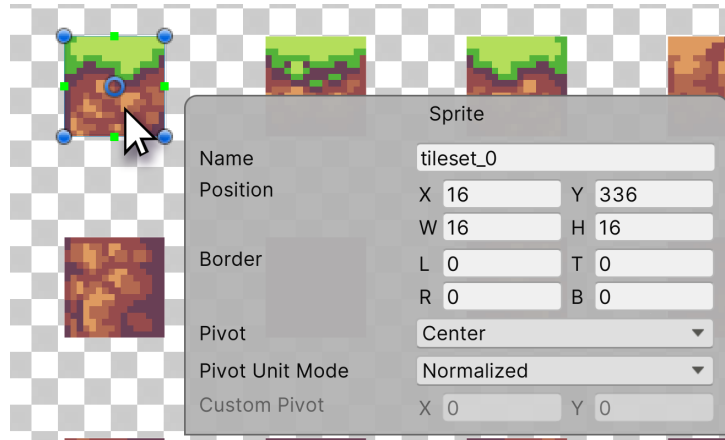 Sprite
Name tileset_0
Position X 16 Y 336
W 16 H 16
Border L 0 T 0
R 0 B 0
Pivot Center
Pivot Unit Mode Normalized
Custom Pivot X 0 Y 0